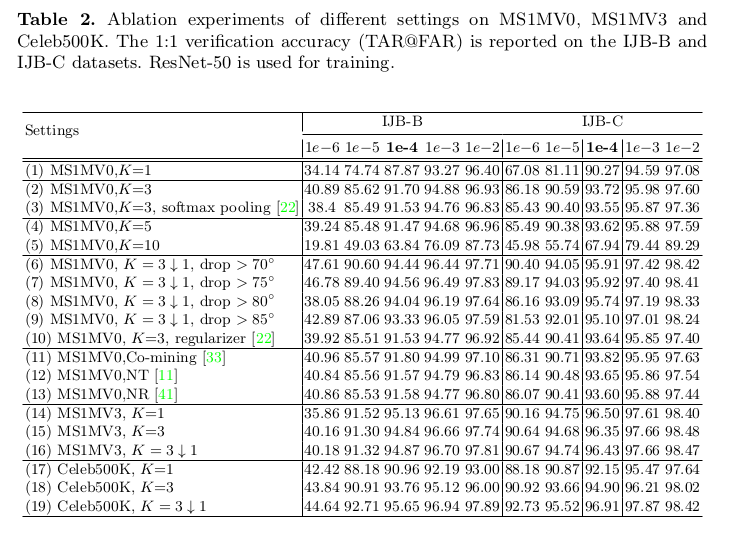 Table 2. Ablation experiments of different settings on MS1MV0, MS1MV3 and
Celeb500K. The 1:1 verification accuracy (TAR@FAR) is reported on the IJB-B and
IJB-C datasets. ResNet-50 is used for training.
Settings IJB-B IJB-C
1e−6 1e−5 1e-4 1e−3 1e−2 1e−6 1e−5 1e-4 1e−3 1e−2
(1) MS1MV0,K=1 34.14 74.74 87.87 93.27 96.40 67.08 81.11 90.27 94.59 97.08
(2) MS1MV0,K=3 40.89 85.62 91.70 94.88 96.93 86.18 90.59 93.72 95.98 97.60
(3) MS1MV0,K=3, softmax pooling [22] 38.4 85.49 91.53 94.76 96.83 85.43 90.40 93.55 95.87 97.36
(4) MS1MV0,K=5 39.24 85.48 91.47 94.68 96.96 85.49 90.38 93.62 95.88 97.59
(5) MS1MV0,K=10 19.81 49.03 63.84 76.09 87.73 45.98 55.74 67.94 79.44 89.29
(6) MS1MV0, K = 3 ↓ 1, drop > 70° 47.61 90.60 94.44 96.44 97.71 90.40 94.05 95.91 97.42 98.42
(7) MS1MV0, K = 3 ↓ 1, drop > 75° 46.78 89.40 94.56 96.49 97.83 89.17 94.03 95.92 97.40 98.41
(8) MS1MV0, K = 3 ↓ 1, drop > 80° 38.05 88.26 94.04 96.19 97.64 86.16 93.09 95.74 97.19 98.33
(9) MS1MV0, K = 3 ↓ 1, drop > 85° 42.89 87.06 93.33 96.05 97.59 81.53 92.01 95.10 97.01 98.24
(10) MS1MV0, K=3, regularizer [22] 39.92 85.51 91.53 94.77 96.92 85.44 90.41 93.64 95.85 97.40
(11) MS1MV0,Co-mining [33] 40.96 85.57 91.80 94.99 97.10 86.31 90.71 93.82 95.95 97.63
(12) MS1MV0,NT [11] 40.84 85.56 91.57 94.79 96.83 86.14 90.48 93.65 95.86 97.54
(13) MS1MV0,NR [41] 40.86 85.53 91.58 94.77 96.80 86.07 90.41 93.60 95.88 97.44
(14) MS1MV3, K=1 35.86 91.52 95.13 96.61 97.65 90.16 94.75 96.50 97.61 98.40
(15) MS1MV3, K=3 40.16 91.30 94.84 96.66 97.74 90.64 94.68 96.35 97.66 98.48
(16) MS1MV3, K = 3 ↓ 1 40.18 91.32 94.87 96.70 97.81 90.67 94.74 96.43 97.66 98.47
(17) Celeb500K, K=1 42.42 88.18 90.96 92.19 93.00 88.18 90.87 92.15 95.47 97.64
(18) Celeb500K, K=3 43.84 90.91 93.76 95.12 96.00 90.92 93.66 94.90 96.21 98.02
(19) Celeb500K, K = 3 ↓ 1 44.64 92.71 95.65 96.94 97.89 92.73 95.52 96.91 97.87 98.42